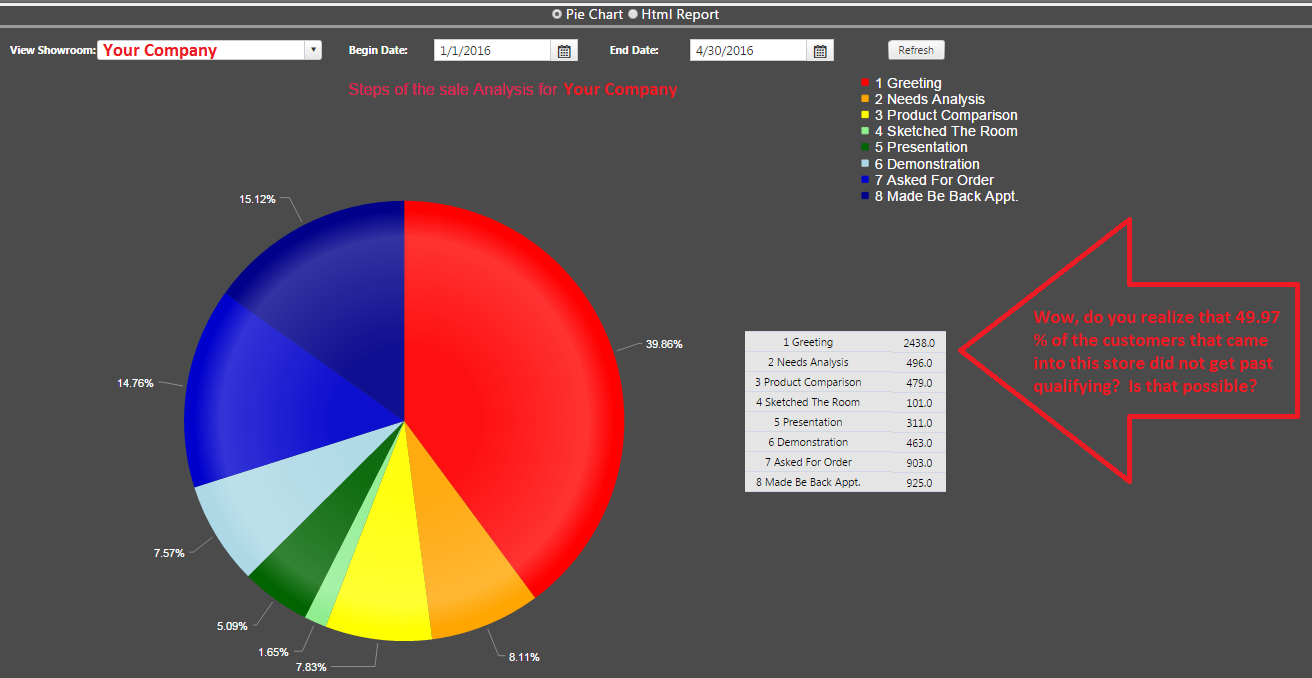 Pie Chart Html Report
View Showroom: Your Company Begin Date: 1/1/2016 End Date: 4/30/2016 Refresh
Steps of the sale Analysis for Your Company
1 Greeting
2 Needs Analysis
3 Product Comparison
4 Sketched The Room
5 Presentation
6 Demonstration
7 Asked For Order
8 Made Be Back Appt.
15.12%
39.86%
14.76%
7.57%
5.09%
1.65%
7.83%
8.11%
1 Greeting 2438.0
2 Needs Analysis 496.0
3 Product Comparison 479.0
4 Sketched The Room 101.0
5 Presentation 311.0
6 Demonstration 463.0
7 Asked For Order 903.0
8 Made Be Back Appt. 925.0
Wow, do you realize that 49.97
% of the customers that came
into this store did not get past
qualifying? Is that possible?